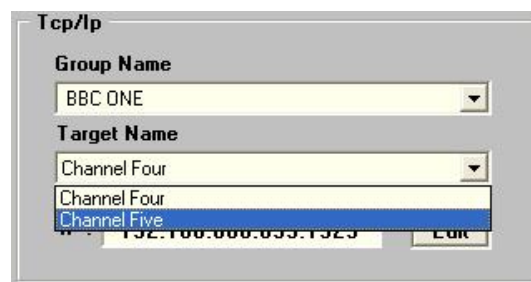 Tcp/Ip
Group Name
BBC ONE
Target Name
Channel Four
Channel Four
Channel Five
Edit